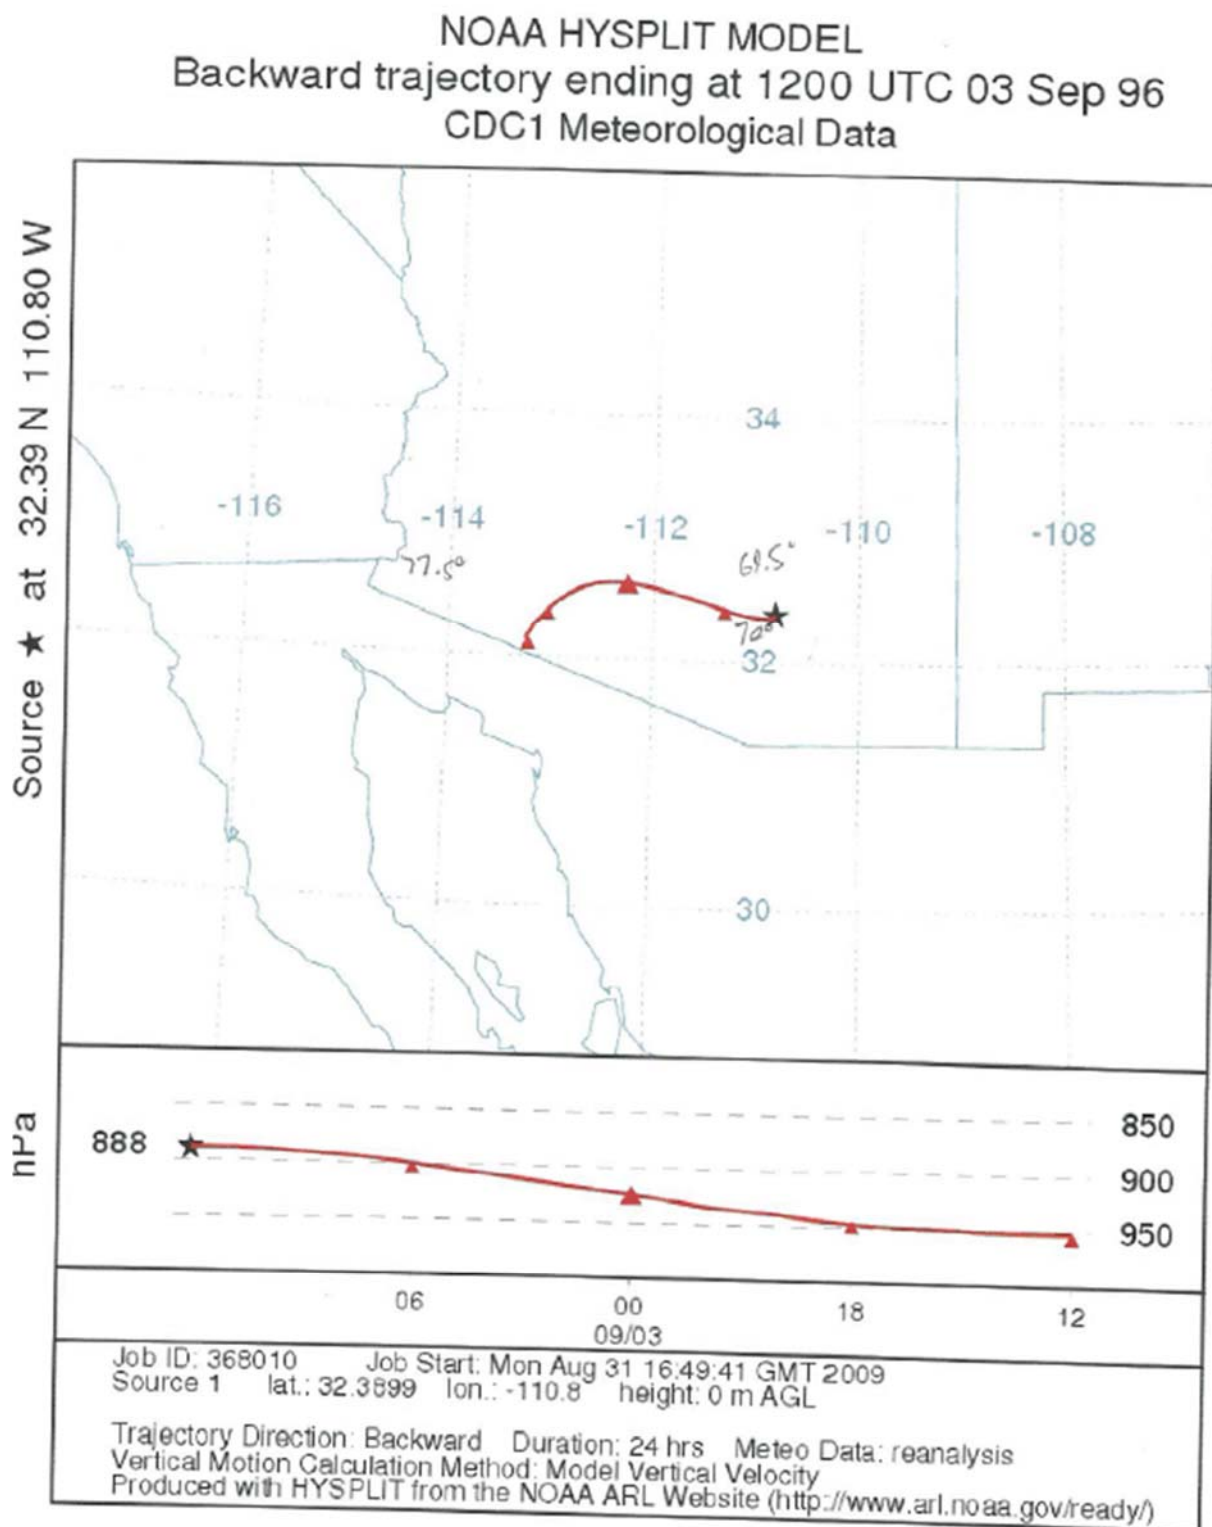 NOAA HYSPLIT MODEL
Backward trajectory ending at 1200 UTC 03 Sep 96
CDC1 Meteorological Data
Source ★ at 32.39 N 110.80 W
34
-116
-114
-112
-110
-108
77.5°
69.5°
70°
32
30
nPa
888
850
900
950
06
00
18
12
09/03
Job ID: 368010 Job Start: Mon Aug 31 16:49:41 GMT 2009
Source 1 lat.: 32.3899 lon.: -110.8 height: 0 m AGL
Trajectory Direction: Backward Duration: 24 hrs Meteo Data: reanalysis
Vertical Motion Calculation Method: Model Vertical Velocity
Produced with HYSPLIT from the NOAA ARL Website (http://www.arl.noaa.gov/ready/)